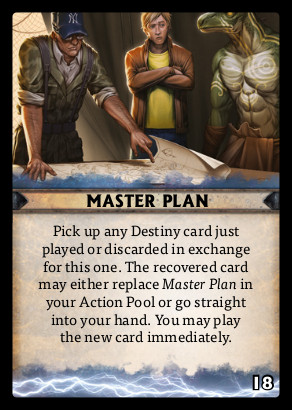 NY
MASTER PLAN
Pick up any Destiny card just
played or discarded in exchange
for this one. The recovered card
may either replace Master Plan in
your Action Pool or go straight
into your hand. You may play
the new card immediately.
18